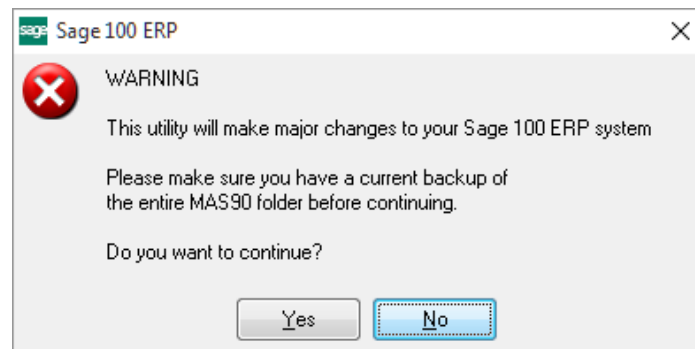 sage Sage 100 ERP
WARNING
This utility will make major changes to your Sage 100 ERP system
Please make sure you have a current backup of
the entire MAS90 folder before continuing.
Do you want to continue?
Yes No